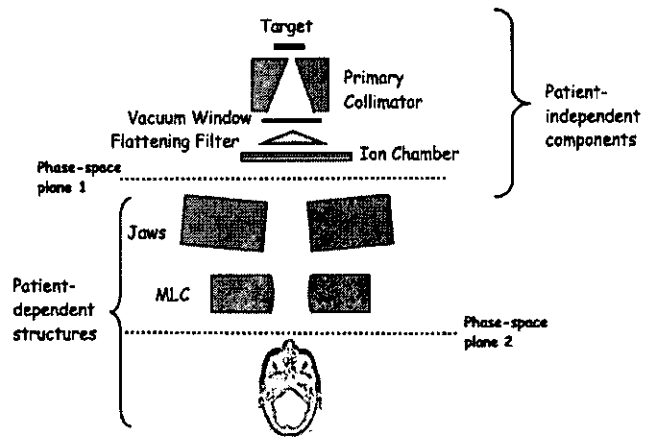 Target
Primary
Collimator
Patient-
independent
components
Vacuum Window
Flattening Filter
Ion Chamber
Phase-space
plane 1
Jaws
Patient-
dependent
structures
MLC
Phase-space
plane 2